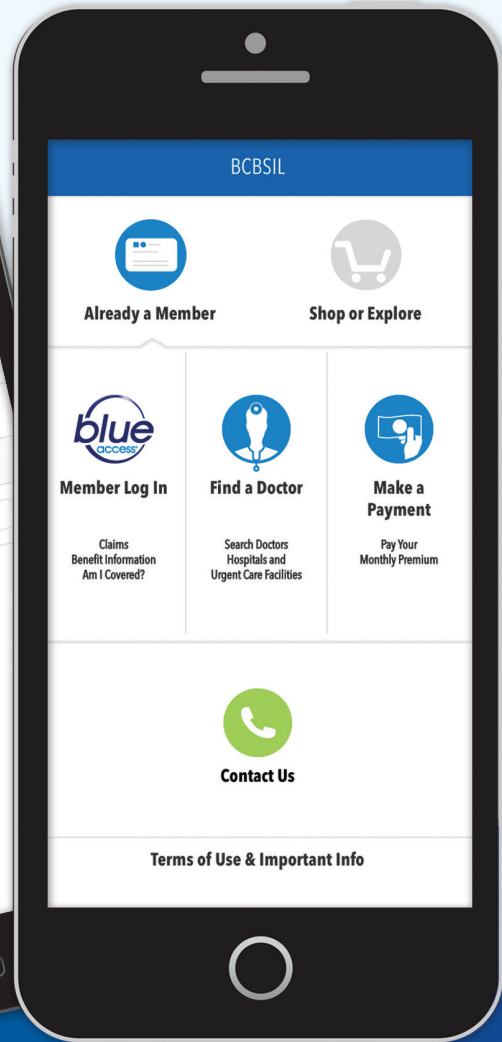 BCBSIL
Already a Member
Shop or Explore
blue
access
Member Log In
Claims
Benefit Information
Am I Covered?
Find a Doctor
Search Doctors
Hospitals and
Urgent Care Facilities
Make a
Payment
Pay Your
Monthly Premium
Contact Us
Terms of Use & Important Info